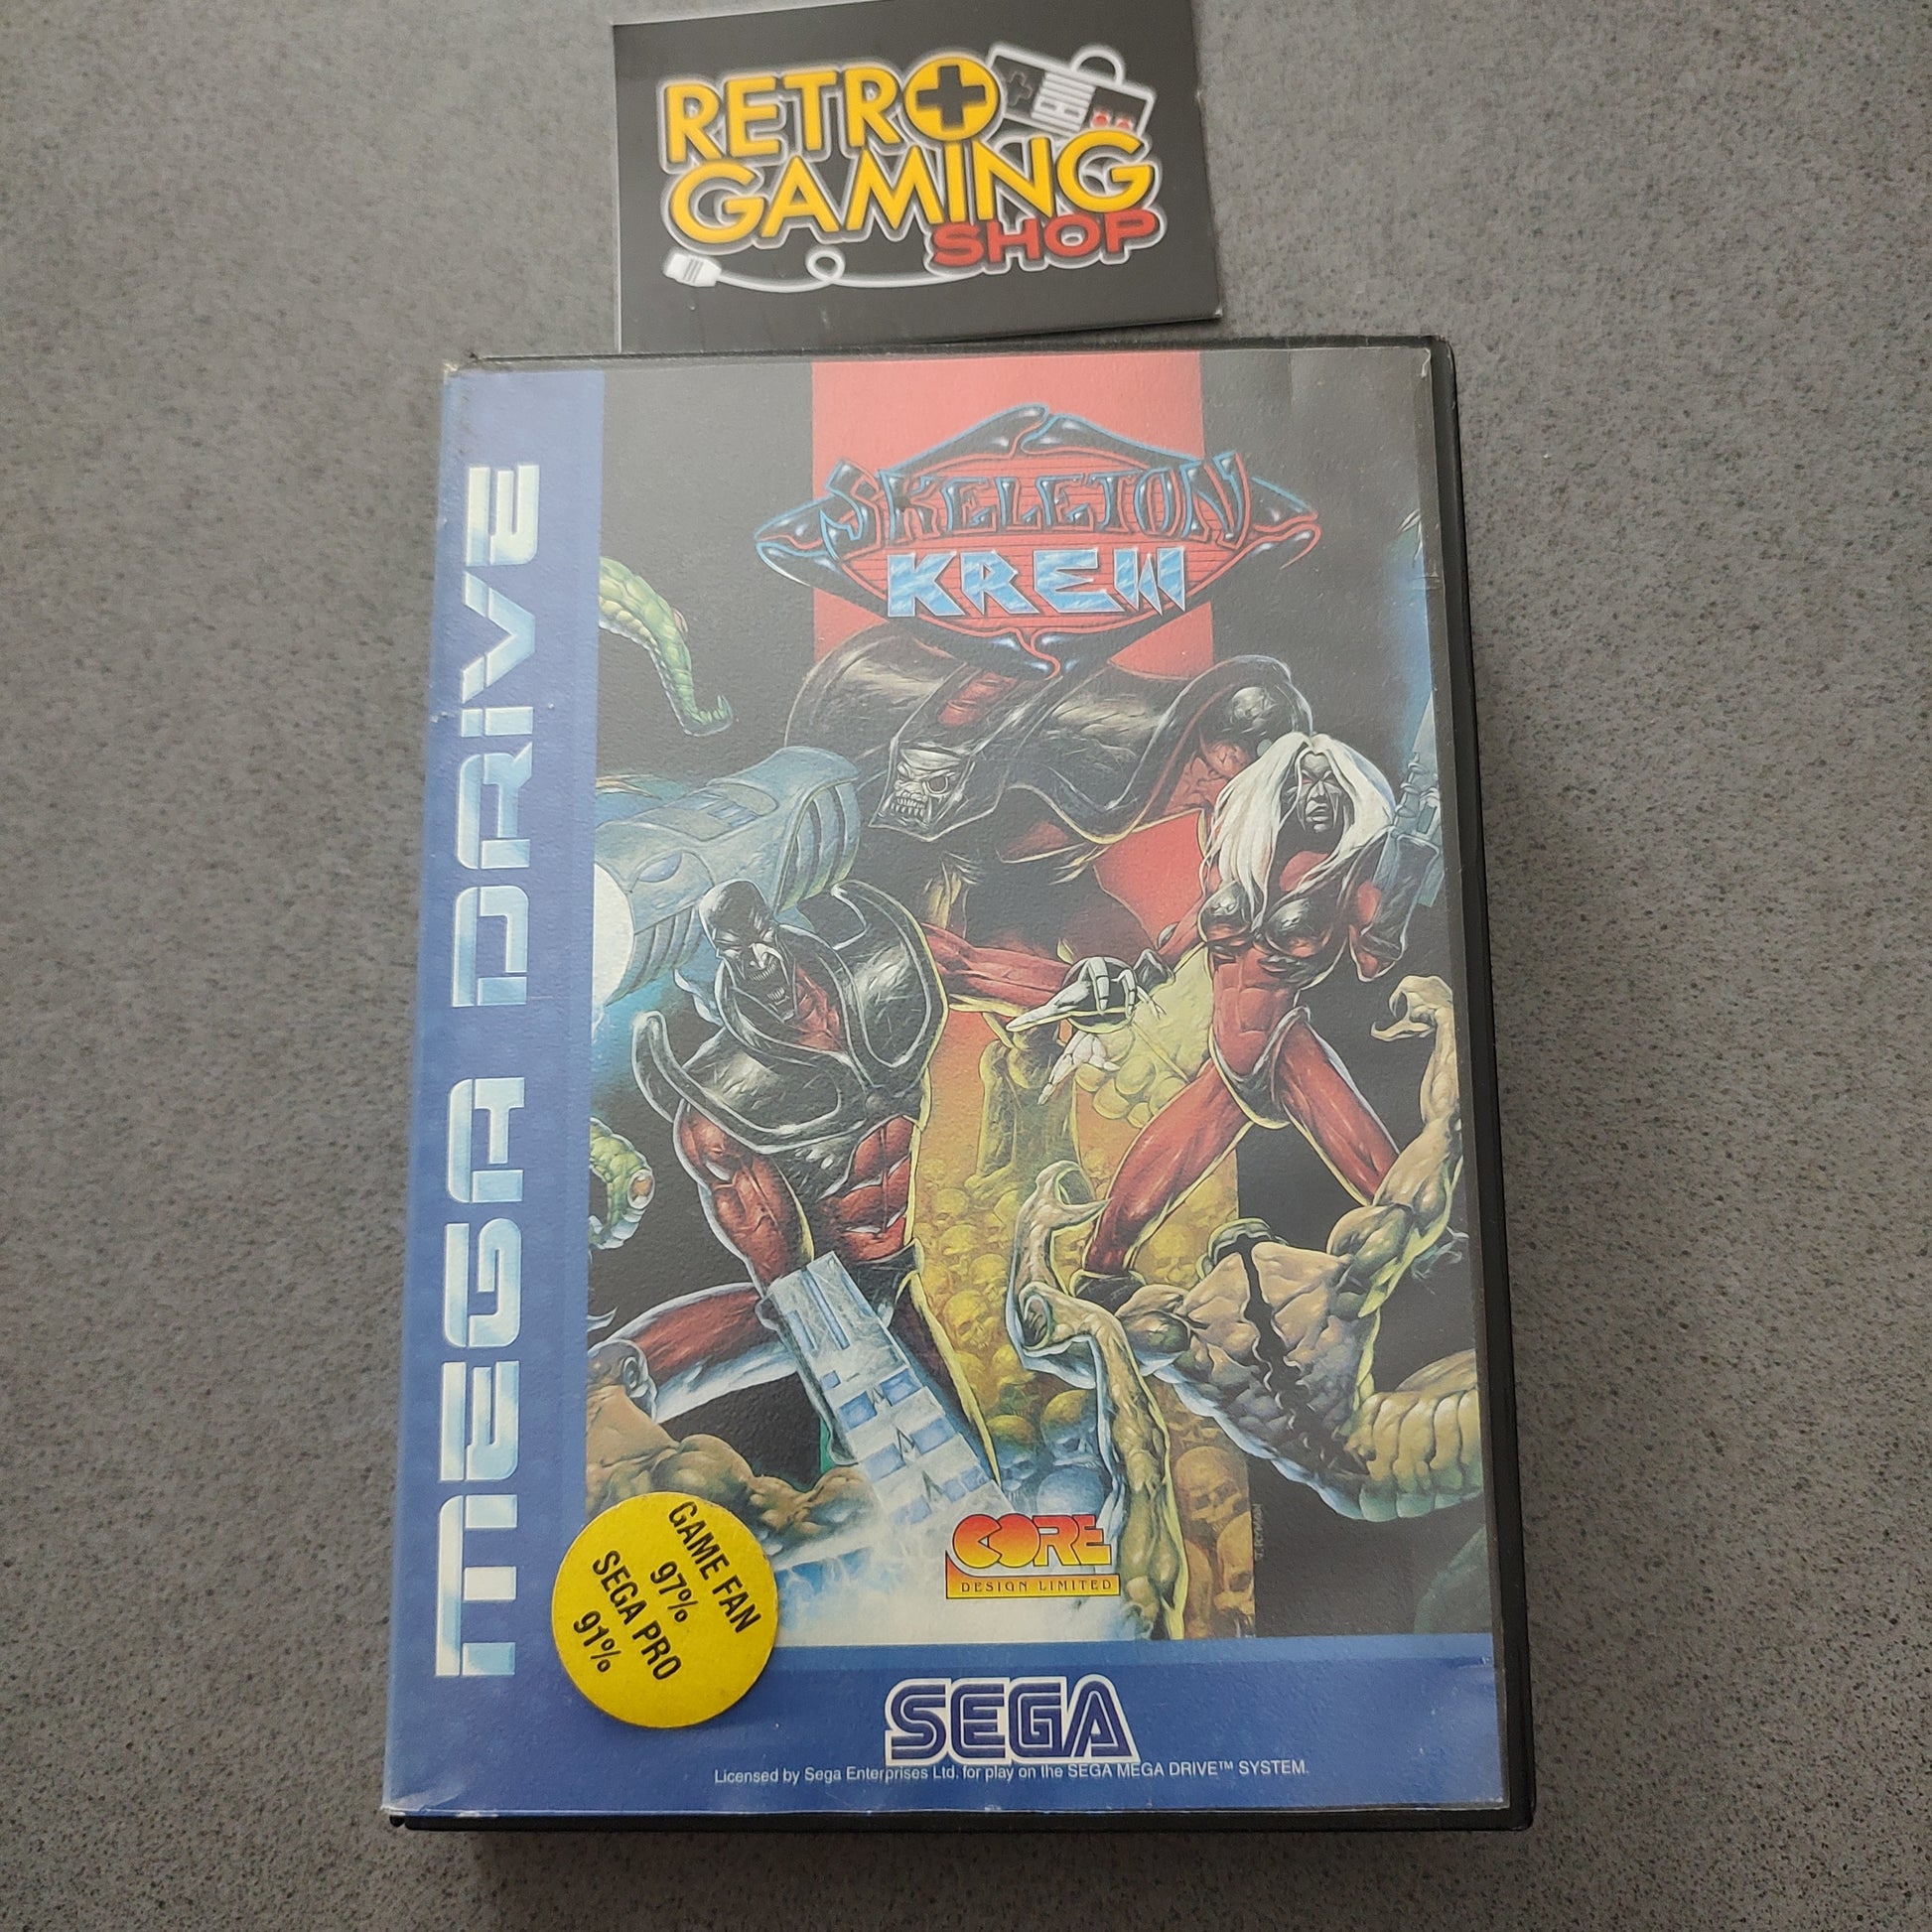 RETRO
GAMING
SHOP
MEGA DRIVE
SKELETON
KREW
CORE
DESIGN LIMITED
GAME FAN
97%
SEGA PRO
91%
SEGA
Licensed by Sega Enterprises Ltd. for play on the SEGA MEGA DRIVE™ SYSTEM.